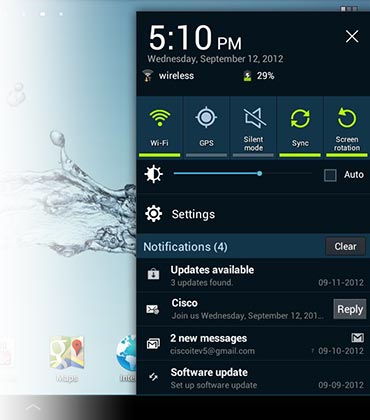 5:10 PM
Wednesday, September 12, 2012
wireless 29%
Wi-Fi GPS Silent mode Sync Screen rotation
Auto
Settings
Notifications (4) Clear
Updates available
3 updates found. 09-11-2012
Cisco
Join us Wednesday, September 12, 201... Reply
2 new messages
ciscoitev5@gmail.com 09-10-2012
Software update
Set up software update 09-09-2012
Maps
Inte